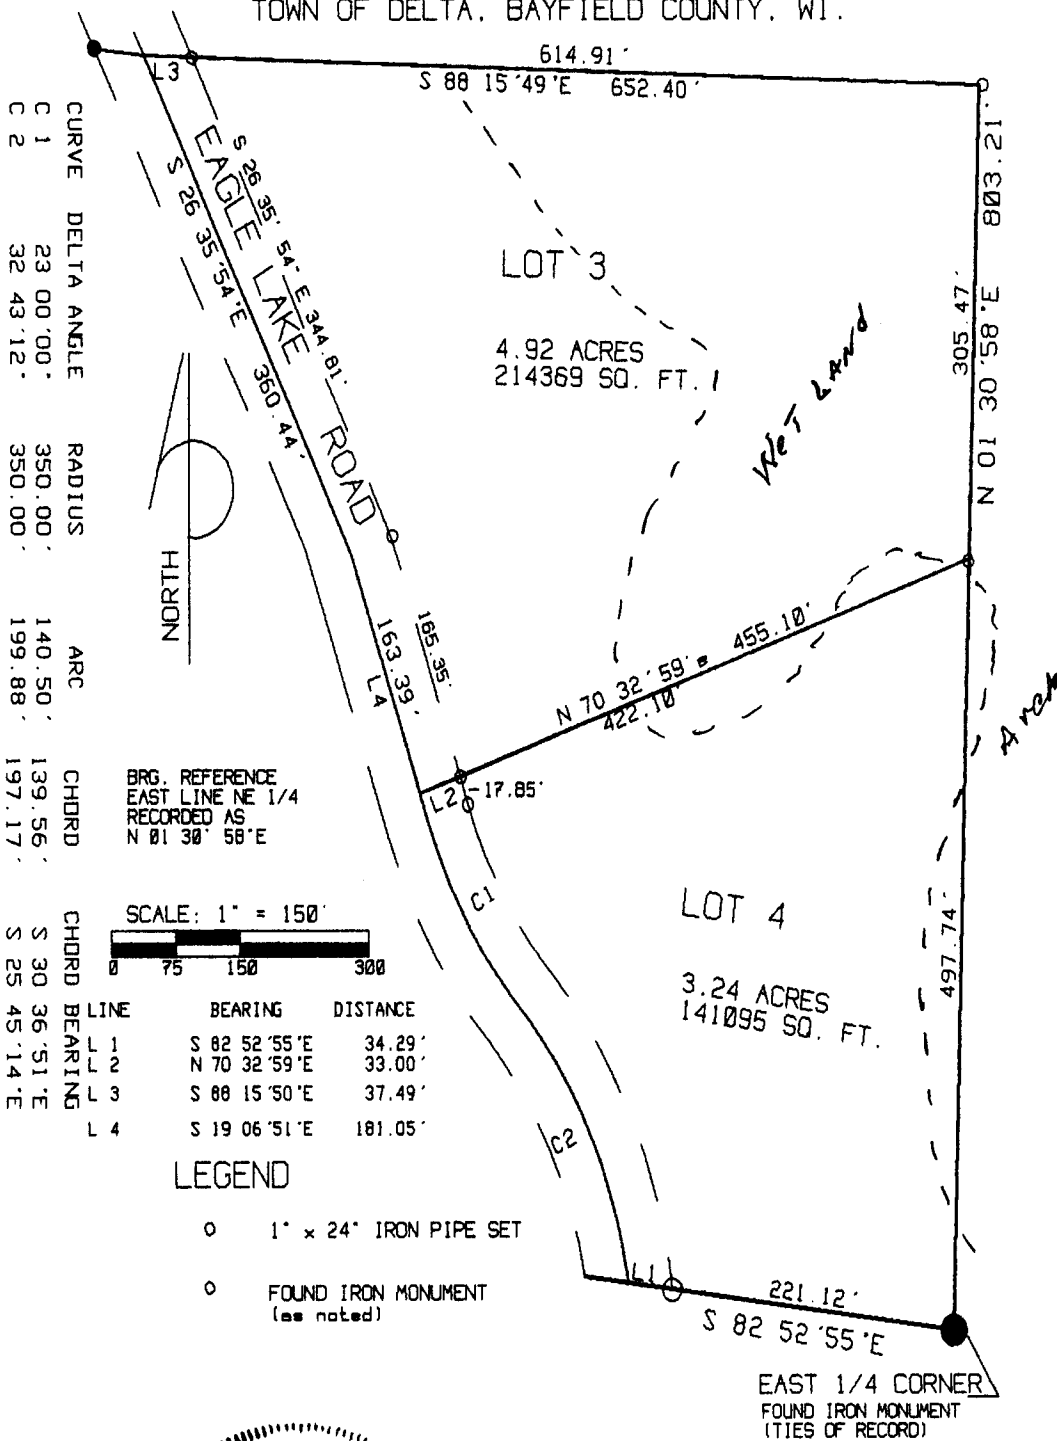 TOWN OF DELTA, BAYFIELD COUNTY, WI.
614.91'
S 88 15'49"E 652.40'
L3
803.21'
S 26 35' 54" E 344.81'
EAGLE LAKE ROAD
S 26 35'54"E
360.44'
LOT 3
4.92 ACRES
214369 SQ. FT.
Wet Land
305.47'
N 01 30'58"E
CURVE DELTA ANGLE RADIUS ARC CHORD CHORD BEARING
C 1 23 00'00" 350.00' 140.50' 139.56' S 30 36'51"E
C 2 32 43'12" 350.00' 199.88' 197.17' S 25 45'14"E
NORTH
163.39'
L4
165.35'
N 70 32'59"E 455.10'
422.10'
L2
17.85'
BRG. REFERENCE
EAST LINE NE 1/4
RECORDED AS
N 01 30' 58"E
SCALE: 1" = 150'
0 75 150 300
C1
LOT 4
3.24 ACRES
141095 SQ. FT.
497.74'
LINE BEARING DISTANCE
L 1 S 82 52'55"E 34.29'
L 2 N 70 32'59"E 33.00'
L 3 S 88 15'50"E 37.49'
L 4 S 19 06'51"E 181.05'
C2
LEGEND
1" x 24" IRON PIPE SET
FOUND IRON MONUMENT
(as noted)
L1
221.12'
S 82 52'55"E
EAST 1/4 CORNER
FOUND IRON MONUMENT
(TIES OF RECORD)